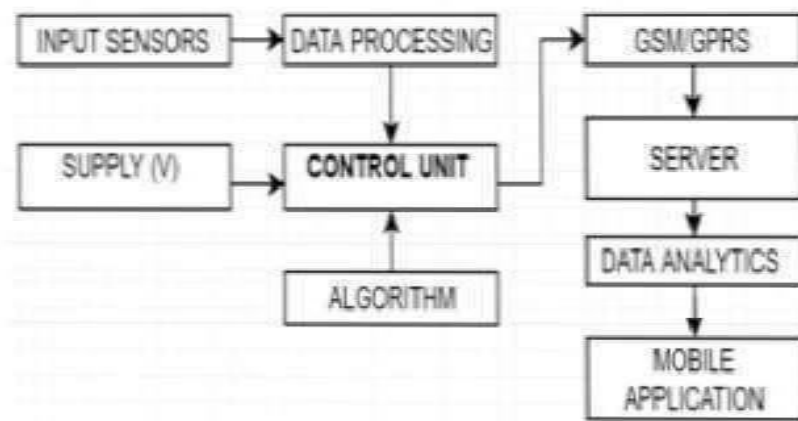 INPUT SENSORS
DATA PROCESSING
GSM/GPRS
SUPPLY (V)
CONTROL UNIT
SERVER
ALGORITHM
DATA ANALYTICS
MOBILE
APPLICATION